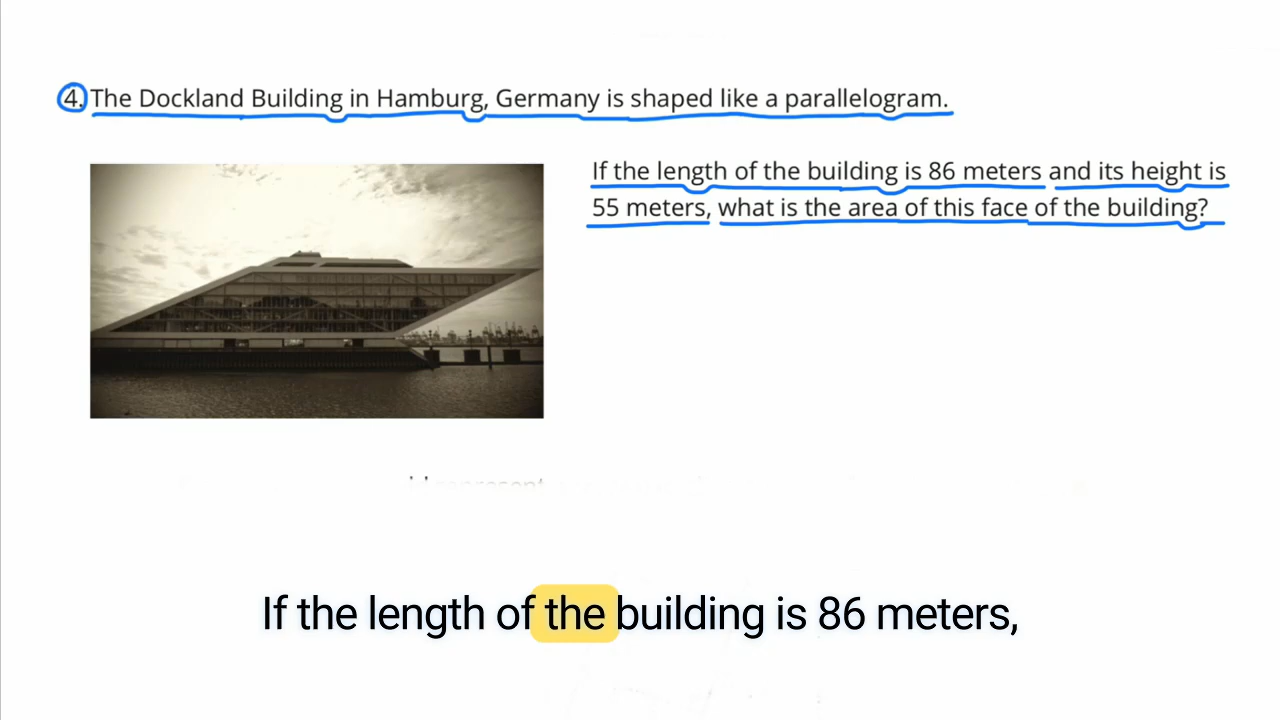 4. The Dockland Building in Hamburg, Germany is shaped like a parallelogram.
If the length of the building is 86 meters and its height is
55 meters, what is the area of this face of the building?
represent
If the length of the building is 86 meters,